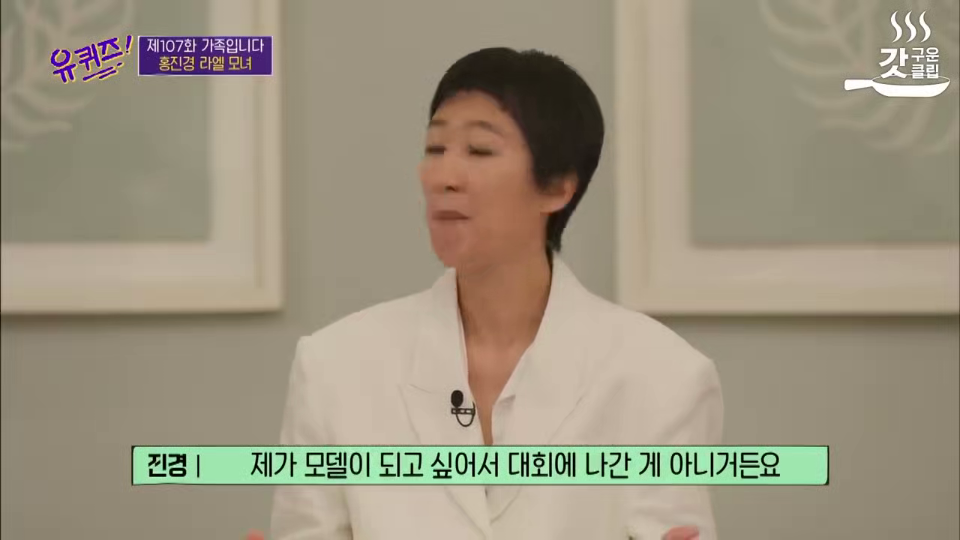 유퀴즈!
제107화 가족입니다
홍진경 라엘 모녀
갓구운
클립
진경 | 제가 모델이 되고 싶어서 대회에 나간 게 아니거든요